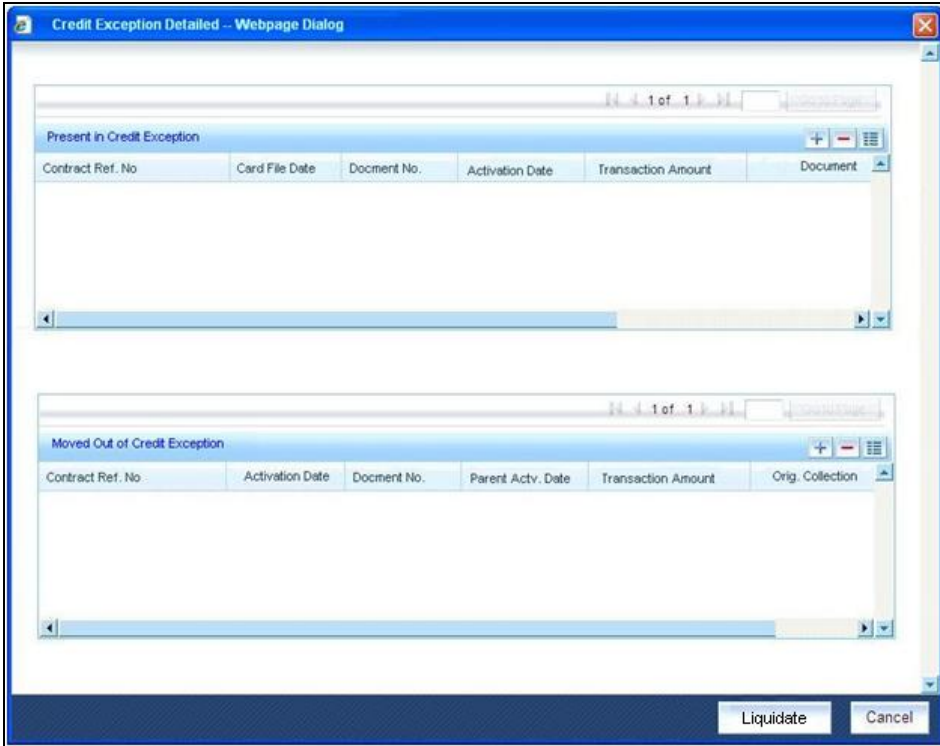 Credit Exception Detailed -- Webpage Dialog
1 of 1
Present in Credit Exception
Contract Ref. No Card File Date Docment No. Activation Date Transaction Amount Document
1 of 1
Moved Out of Credit Exception
Contract Ref. No Activation Date Docment No. Parent Actv. Date Transaction Amount Orig. Collection
Liquidate Cancel